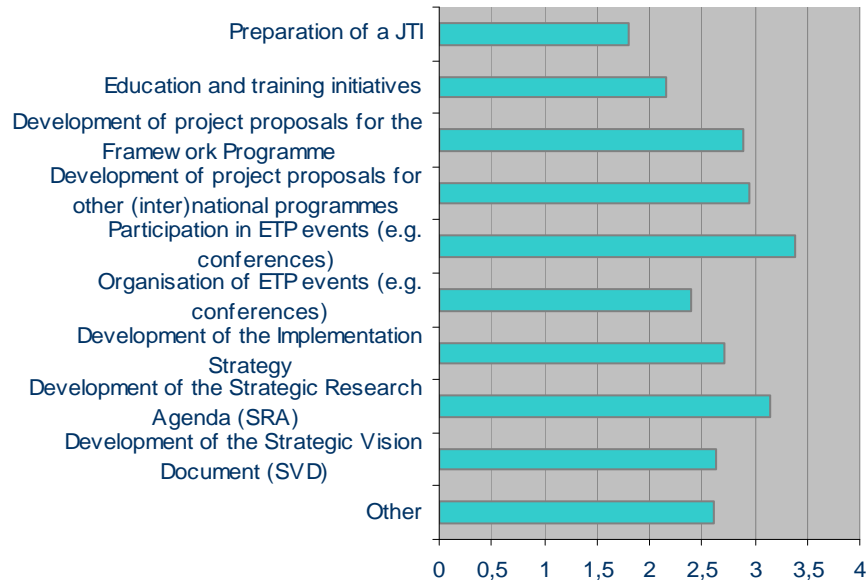 Preparation of a JTI
Education and training initiatives
Development of project proposals for the
Framework Programme
Development of project proposals for
other (inter)national programmes
Participation in ETP events (e.g.
conferences)
Organisation of ETP events (e.g.
conferences)
Development of the Implementation
Strategy
Development of the Strategic Research
Agenda (SRA)
Development of the Strategic Vision
Document (SVD)
Other
0 0,5 1 1,5 2 2,5 3 3,5 4